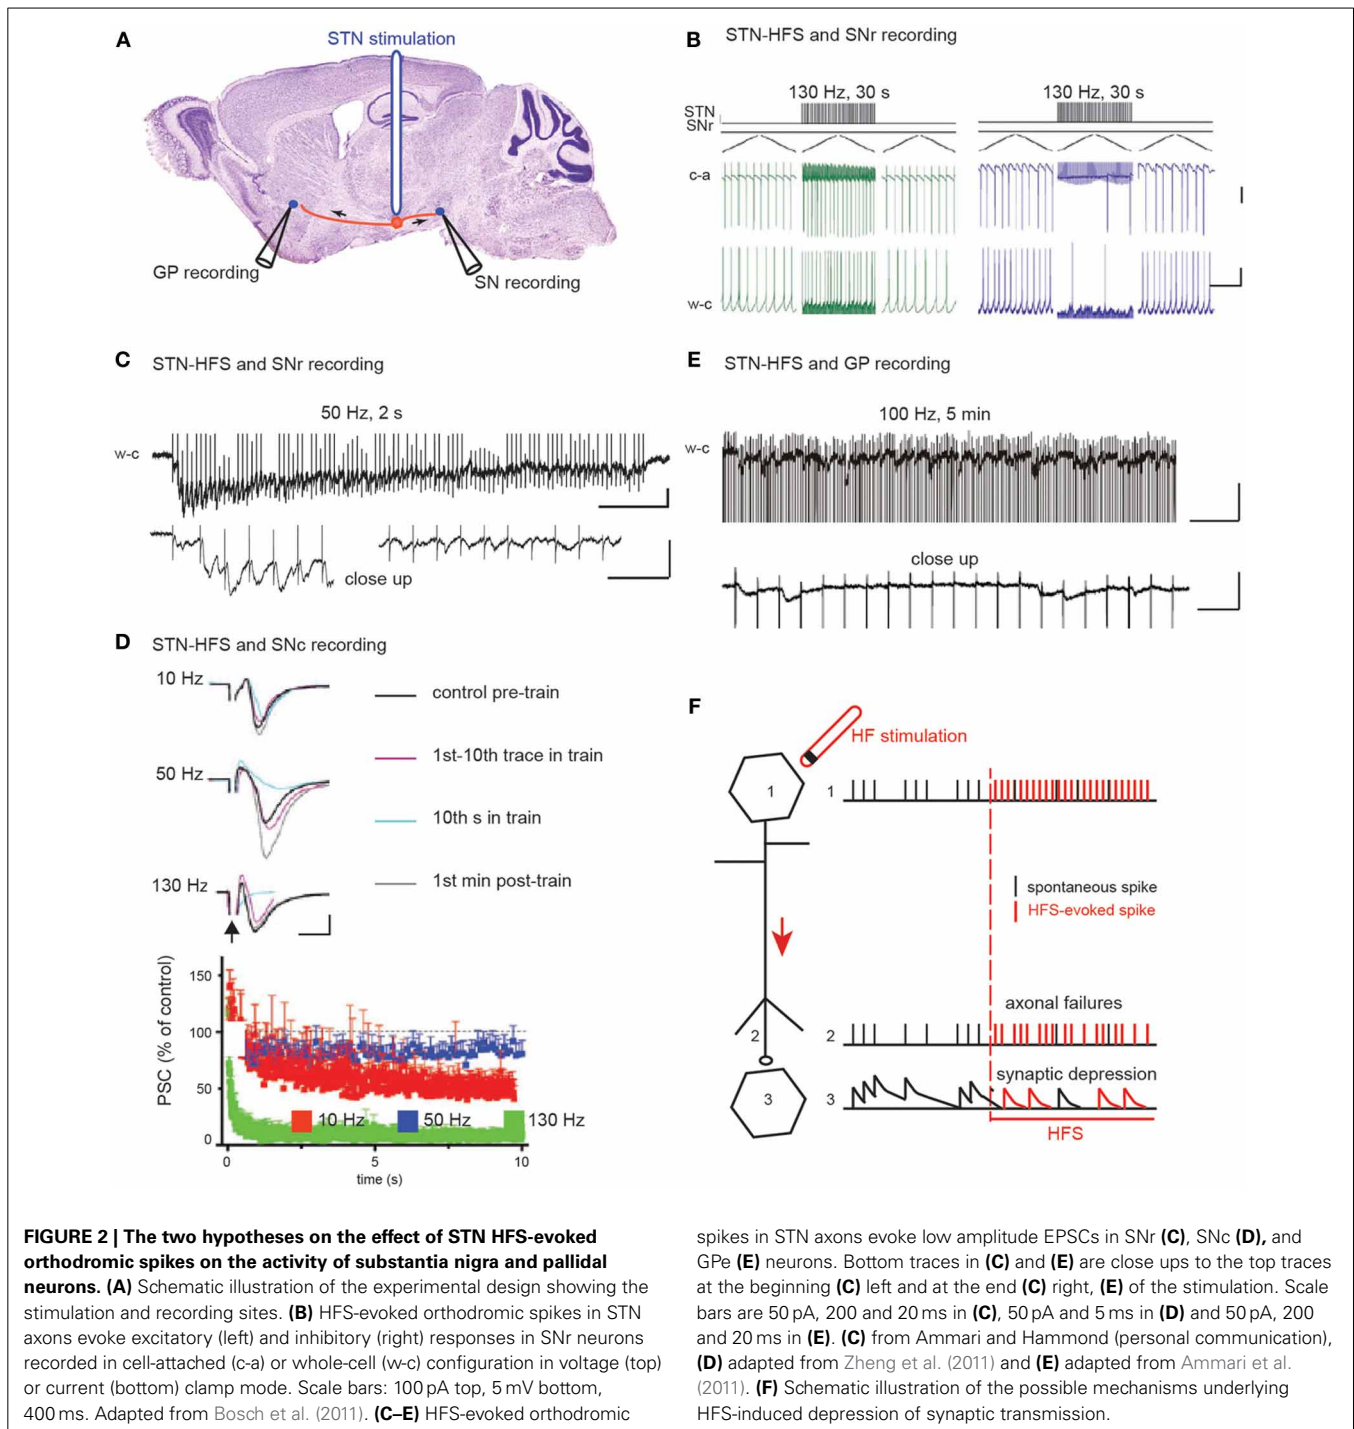 A
STN stimulation
GP recording
SN recording
B STN-HFS and SNr recording
130 Hz, 30 s
130 Hz, 30 s
STN
SNr
c-a
w-c
C STN-HFS and SNr recording
50 Hz, 2 s
w-c
close up
E STN-HFS and GP recording
100 Hz, 5 min
w-c
close up
D STN-HFS and SNc recording
10 Hz
50 Hz
130 Hz
control pre-train
1st-10th trace in train
10th s in train
1st min post-train
PSC (% of control)
150
100
50
0
10 Hz
50 Hz
130 Hz
0
5
10
time (s)
F
HF stimulation
1
1
spontaneous spike
HFS-evoked spike
axonal failures
2
2
synaptic depression
3
3
HFS
FIGURE 2 | The two hypotheses on the effect of STN HFS-evoked
orthodromic spikes on the activity of substantia nigra and pallidal
neurons. (A) Schematic illustration of the experimental design showing the
stimulation and recording sites. (B) HFS-evoked orthodromic spikes in STN
axons evoke excitatory (left) and inhibitory (right) responses in SNr neurons
recorded in cell-attached (c-a) or whole-cell (w-c) configuration in voltage (top)
or current (bottom) clamp mode. Scale bars: 100 pA top, 5 mV bottom,
400 ms. Adapted from Bosch et al. (2011). (C–E) HFS-evoked orthodromic
spikes in STN axons evoke low amplitude EPSCs in SNr (C), SNc (D), and
GPe (E) neurons. Bottom traces in (C) and (E) are close ups to the top traces
at the beginning (C) left and at the end (C) right, (E) of the stimulation. Scale
bars are 50 pA, 200 and 20 ms in (C), 50 pA and 5 ms in (D) and 50 pA, 200
and 20 ms in (E). (C) from Ammari and Hammond (personal communication),
(D) adapted from Zheng et al. (2011) and (E) adapted from Ammari et al.
(2011). (F) Schematic illustration of the possible mechanisms underlying
HFS-induced depression of synaptic transmission.